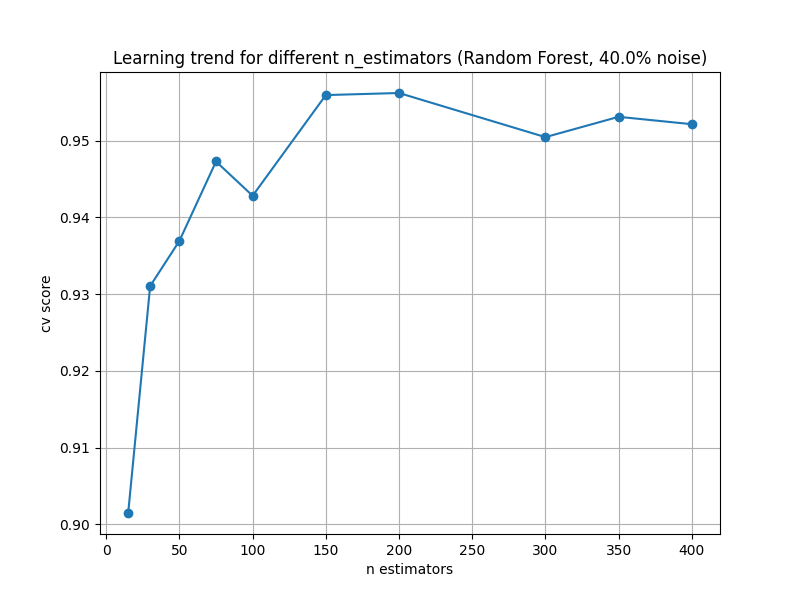 Learning trend for different n_estimators (Random Forest, 40.0% noise)
cv score
0.95
0.94
0.93
0.92
0.91
0.90
0 50 100 150 200 250 300 350 400
n estimators